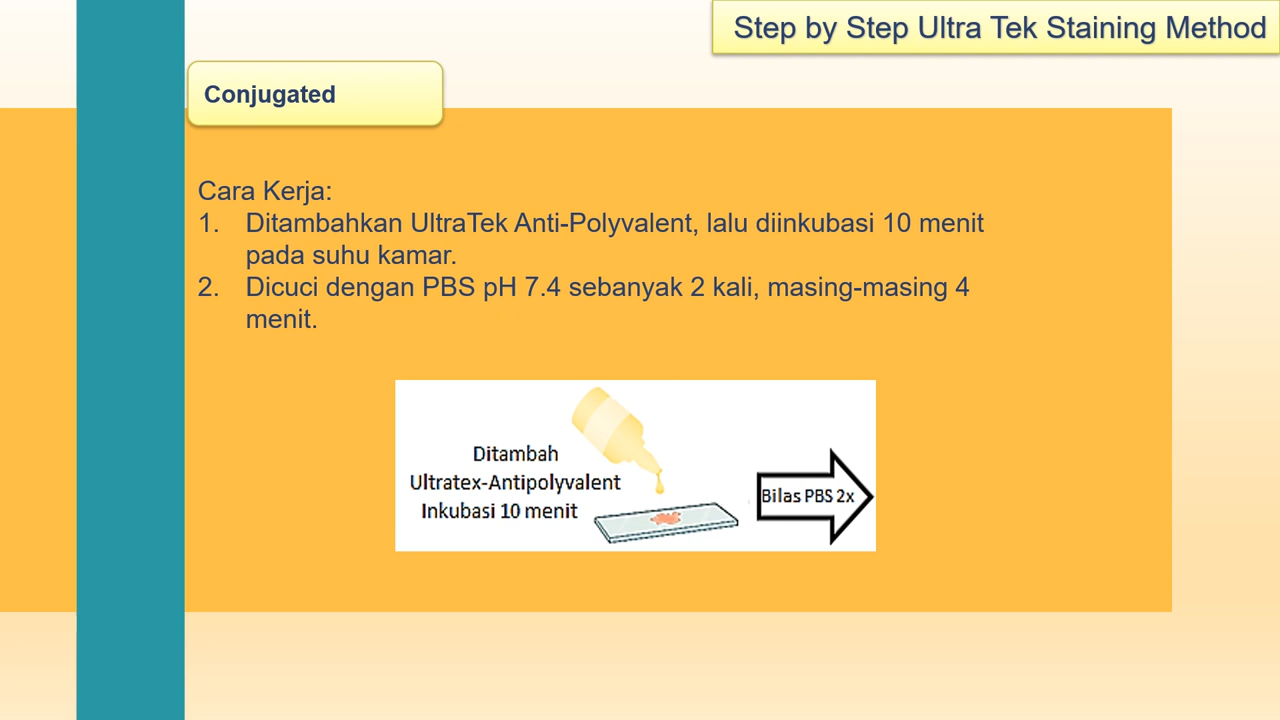 Step by Step Ultra Tek Staining Method
Conjugated
Cara Kerja:
1. Ditambahkan UltraTek Anti-Polyvalent, lalu diinkubasi 10 menit
pada suhu kamar.
2. Dicuci dengan PBS pH 7.4 sebanyak 2 kali, masing-masing 4
menit.
Ditambah
Ultratex-Antipolyvalent
Inkubasi 10 menit
Bilas PBS 2x